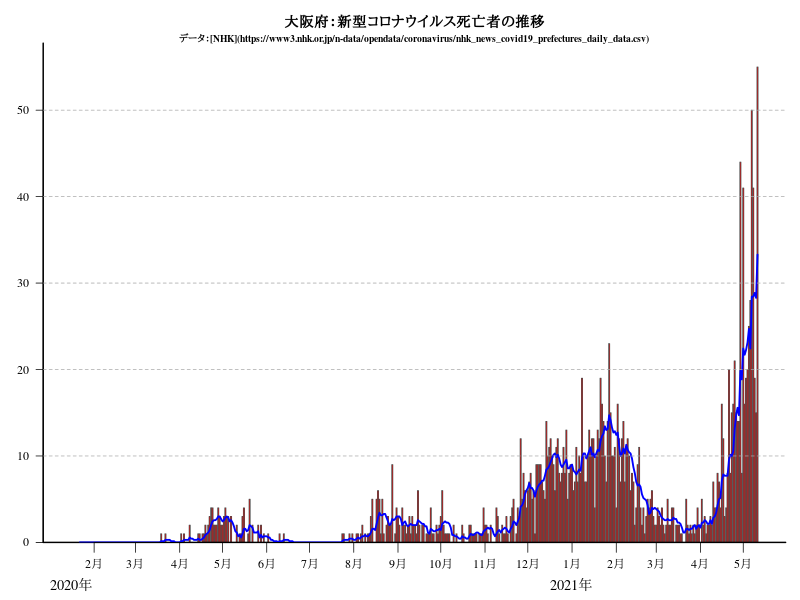 大阪府：新型コロナウイルス死亡者の推移
データ：[NHK](https://www3.nhk.or.jp/n-data/opendata/coronavirus/nhk_news_covid19_prefectures_daily_data.csv)
50
40
30
20
10
0
2月 3月 4月 5月 6月 7月 8月 9月 10月 11月 12月 1月 2月 3月 4月 5月
2020年 2021年